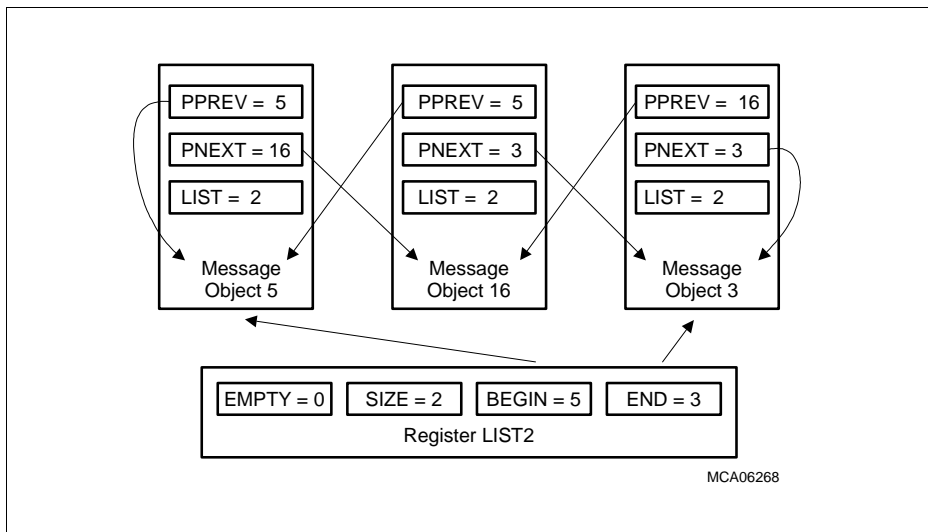 PPREV = 5
PNEXT = 16
LIST = 2
Message
Object 5
PPREV = 5
PNEXT = 3
LIST = 2
Message
Object 16
PPREV = 16
PNEXT = 3
LIST = 2
Message
Object 3
EMPTY = 0
SIZE = 2
BEGIN = 5
END = 3
Register LIST2
MCA06268